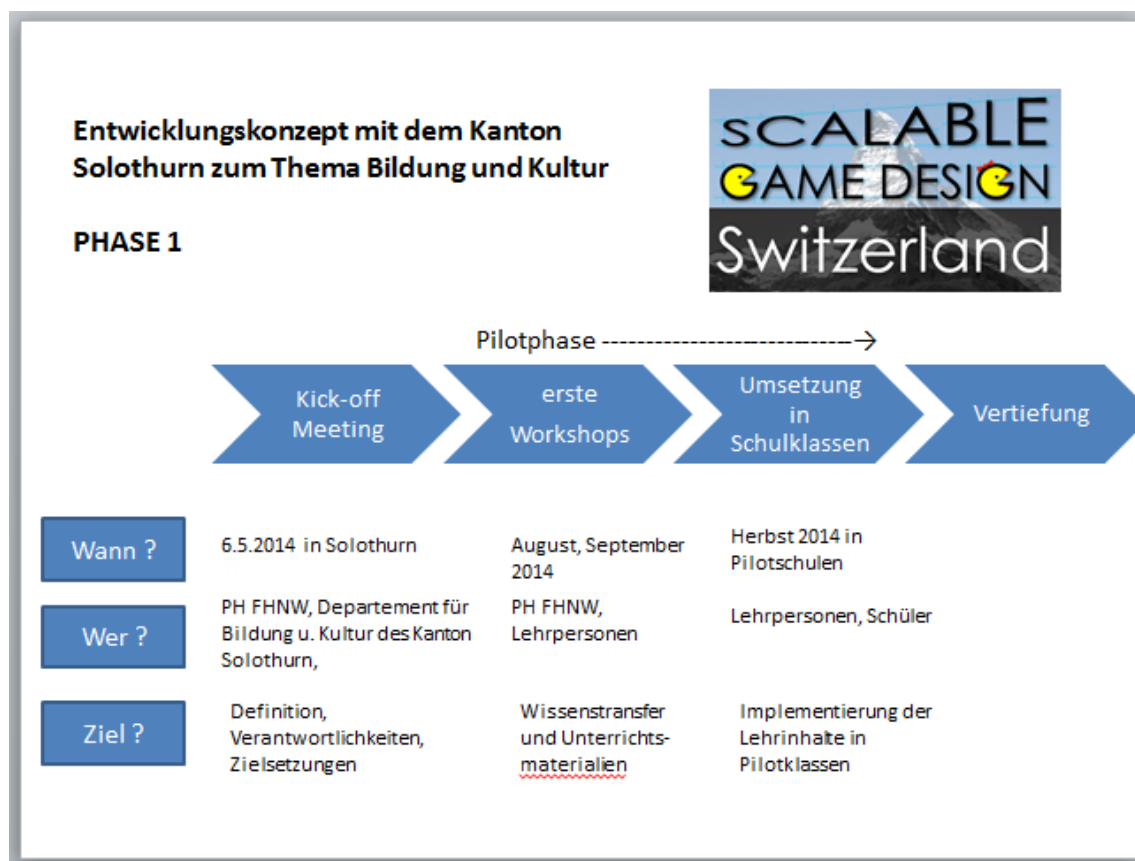 Entwicklungskonzept mit dem Kanton
Solothurn zum Thema Bildung und Kultur
PHASE 1
SCALABLE
GAME DESIGN
Switzerland
Pilotphase ----------------------------→
Kick-off
Meeting
erste
Workshops
Umsetzung
in
Schulklassen
Vertiefung
Wann ?
6.5.2014 in Solothurn
August, September
2014
Herbst 2014 in
Pilotschulen
Wer ?
PH FHNW, Departement für
Bildung u. Kultur des Kanton
Solothurn,
PH FHNW,
Lehrpersonen
Lehrpersonen, Schüler
Ziel ?
Definition,
Verantwortlichkeiten,
Zielsetzungen
Wissenstransfer
und Unterrichts-
materialien
Implementierung der
Lehrinhalte in
Pilotklassen